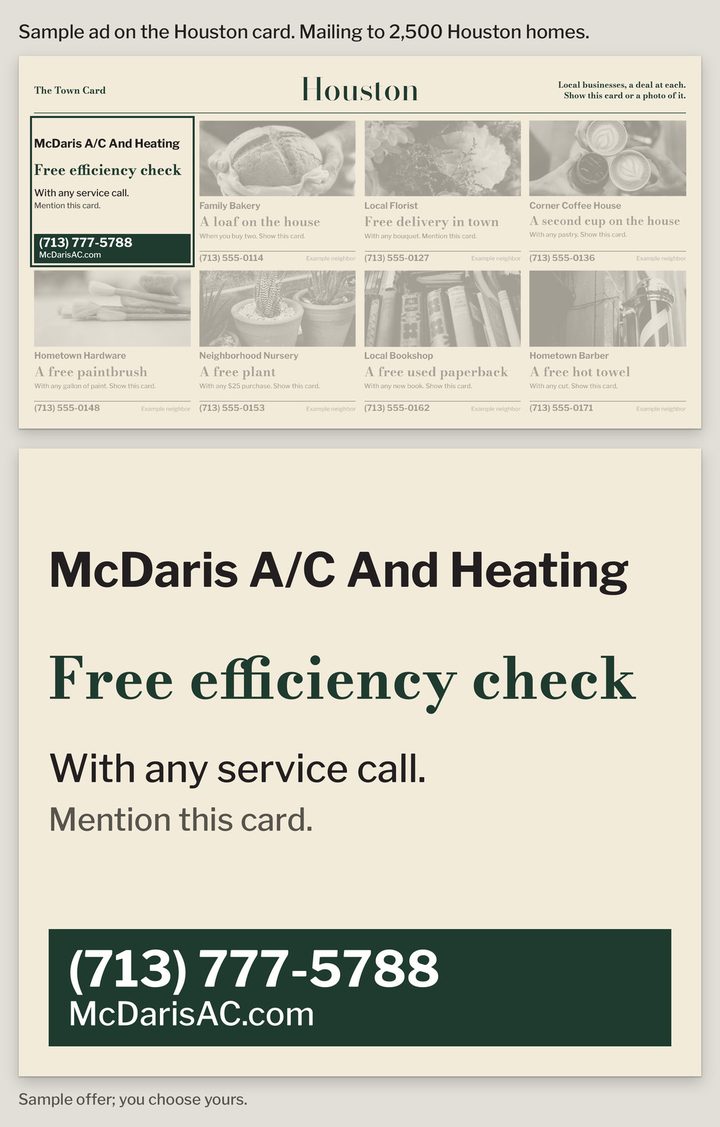 Sample ad on the Houston card. Mailing to 2,500 Houston homes.
The Town Card
Houston
Local businesses, a deal at each.
Show this card or a photo of it.
McDaris A/C And Heating
Free efficiency check
With any service call.
Mention this card.
(713) 777-5788
McDarisAC.com
Family Bakery
A loaf on the house
When you buy two. Show this card.
(713) 555-0114
Example neighbor
Local Florist
Free delivery in town
With any bouquet. Mention this card.
(713) 555-0127
Example neighbor
Corner Coffee House
A second cup on the house
With any pastry. Show this card.
(713) 555-0136
Example neighbor
Hometown Hardware
A free paintbrush
With any gallon of paint. Show this card.
(713) 555-0148
Example neighbor
Neighborhood Nursery
A free plant
With any $25 purchase. Show this card.
(713) 555-0153
Example neighbor
Local Bookshop
A free used paperback
With any new book. Show this card.
(713) 555-0162
Example neighbor
Hometown Barber
A free hot towel
With any cut. Show this card.
(713) 555-0171
Example neighbor
McDaris A/C And Heating
Free efficiency check
With any service call.
Mention this card.
(713) 777-5788
McDarisAC.com
Sample offer; you choose yours.